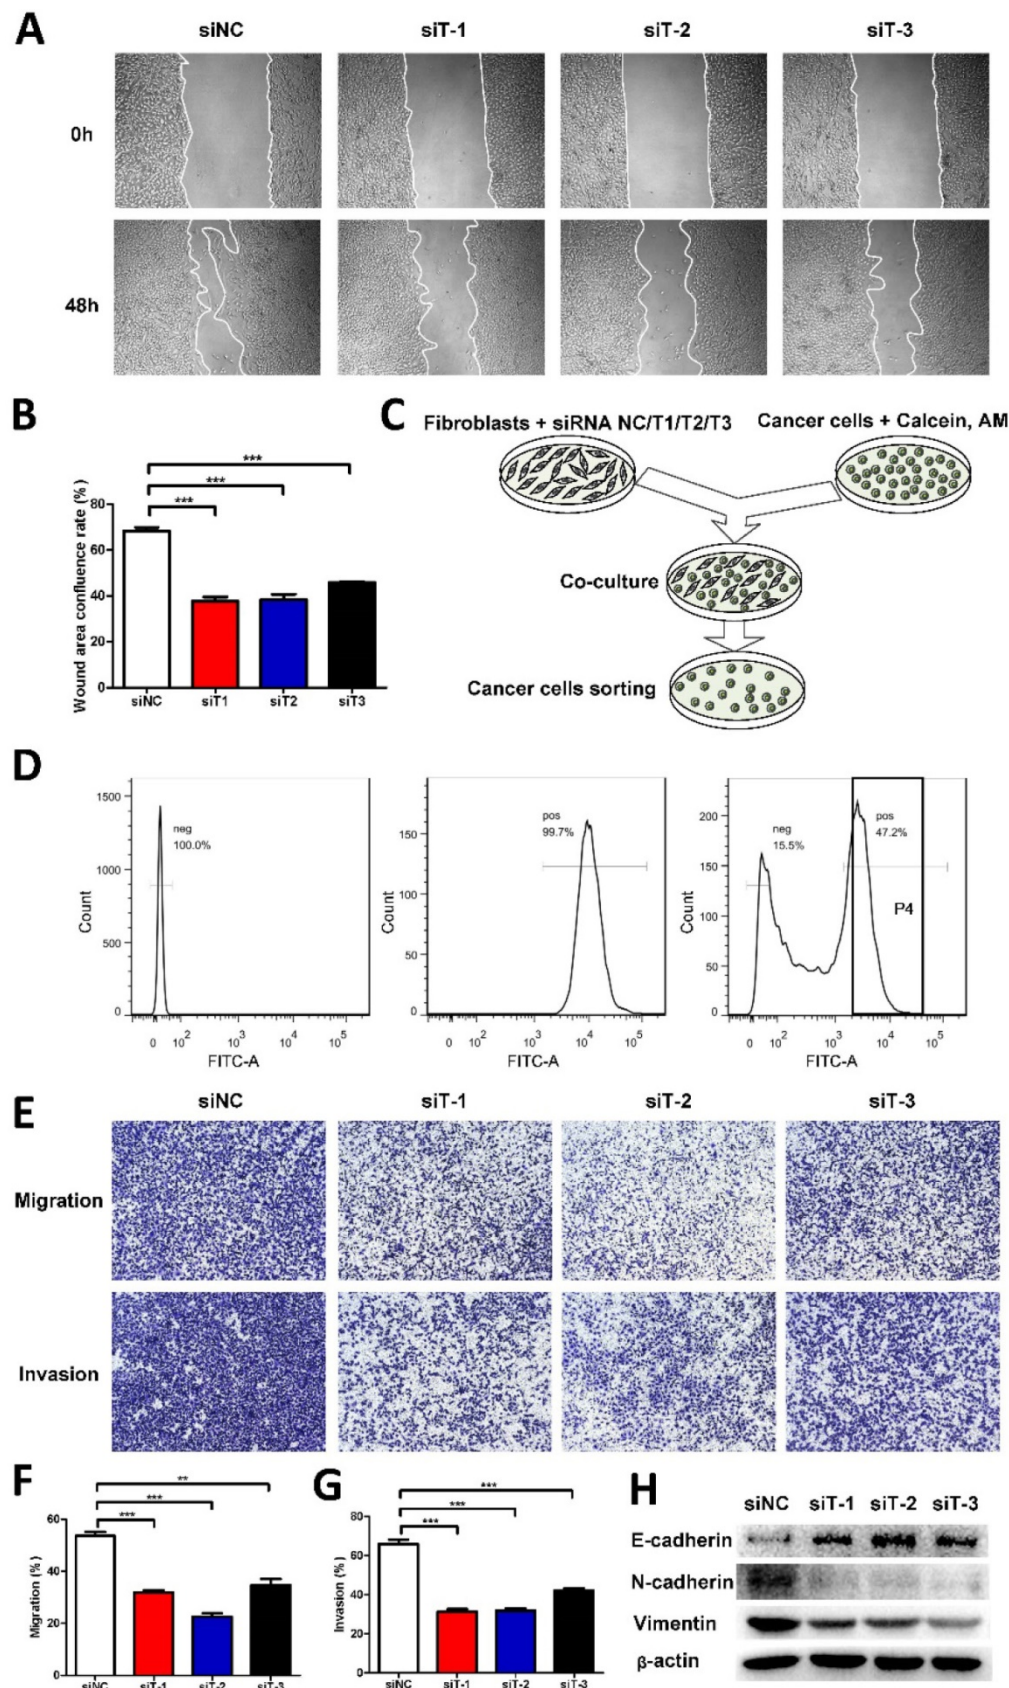 A
siNC siT-1 siT-2 siT-3
0h
48h
B
***
***
***
Wound area confluence rate (%)
80
60
40
20
0
siNC siT1 siT2 siT3
C
Fibroblasts + siRNA NC/T1/T2/T3
Cancer cells + Calcein, AM
Co-culture
Cancer cells sorting
D
1500
1000
500
0
Count
neg
100.0%
0 10² 10³ 10⁴ 10⁵
FITC-A
150
100
50
0
Count
pos
99.7%
0 10² 10³ 10⁴ 10⁵
FITC-A
200
150
100
50
0
Count
neg
15.5%
pos
47.2%
P4
0 10² 10³ 10⁴ 10⁵
FITC-A
E
siNC siT-1 siT-2 siT-3
Migration
Invasion
F
**
***
***
Migration (%)
60
40
20
0
siNC siT-1 siT-2 siT-3
G
***
***
***
Invasion (%)
80
60
40
20
0
siNC siT-1 siT-2 siT-3
H
siNC siT-1 siT-2 siT-3
E-cadherin
N-cadherin
Vimentin
β-actin